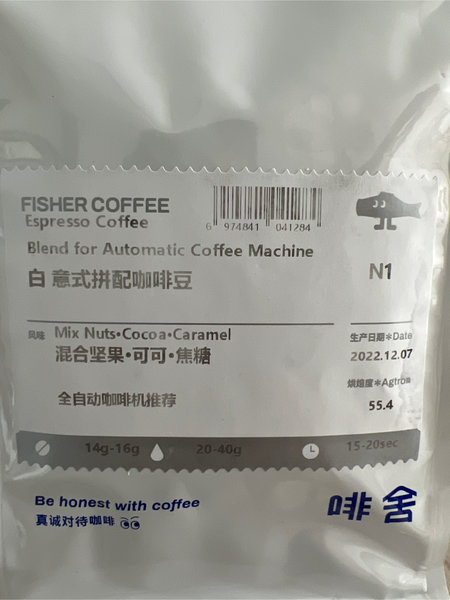 FISHER COFFEE
Espresso Coffee
6 974841 041284
Blend for Automatic Coffee Machine
白 意式拼配咖啡豆
N1
风味 Mix Nuts•Cocoa•Caramel
混合坚果•可可•焦糖
生产日期*Date
2022.12.07
全自动咖啡机推荐
烘焙度*Agtron
55.4
14g-16g 20-40g 15-20sec
Be honest with coffee
真诚对待咖啡
啡舍